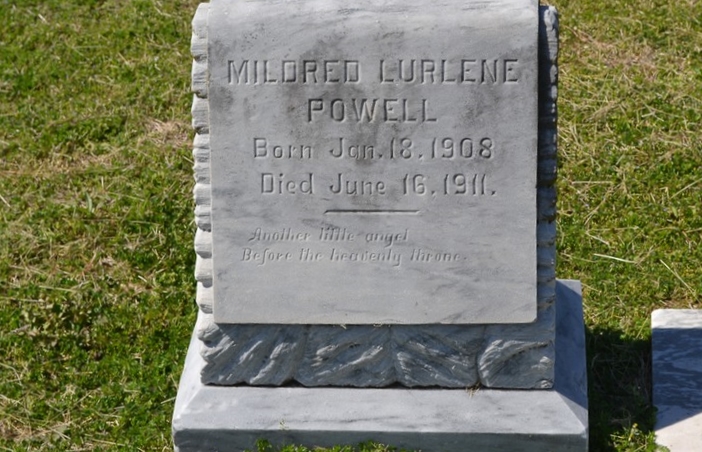 MILDRED LURLENE
POWELL
Born Jan. 18. 1908
Died June 16. 1911.
Another little angel
Before the heavenly throne.